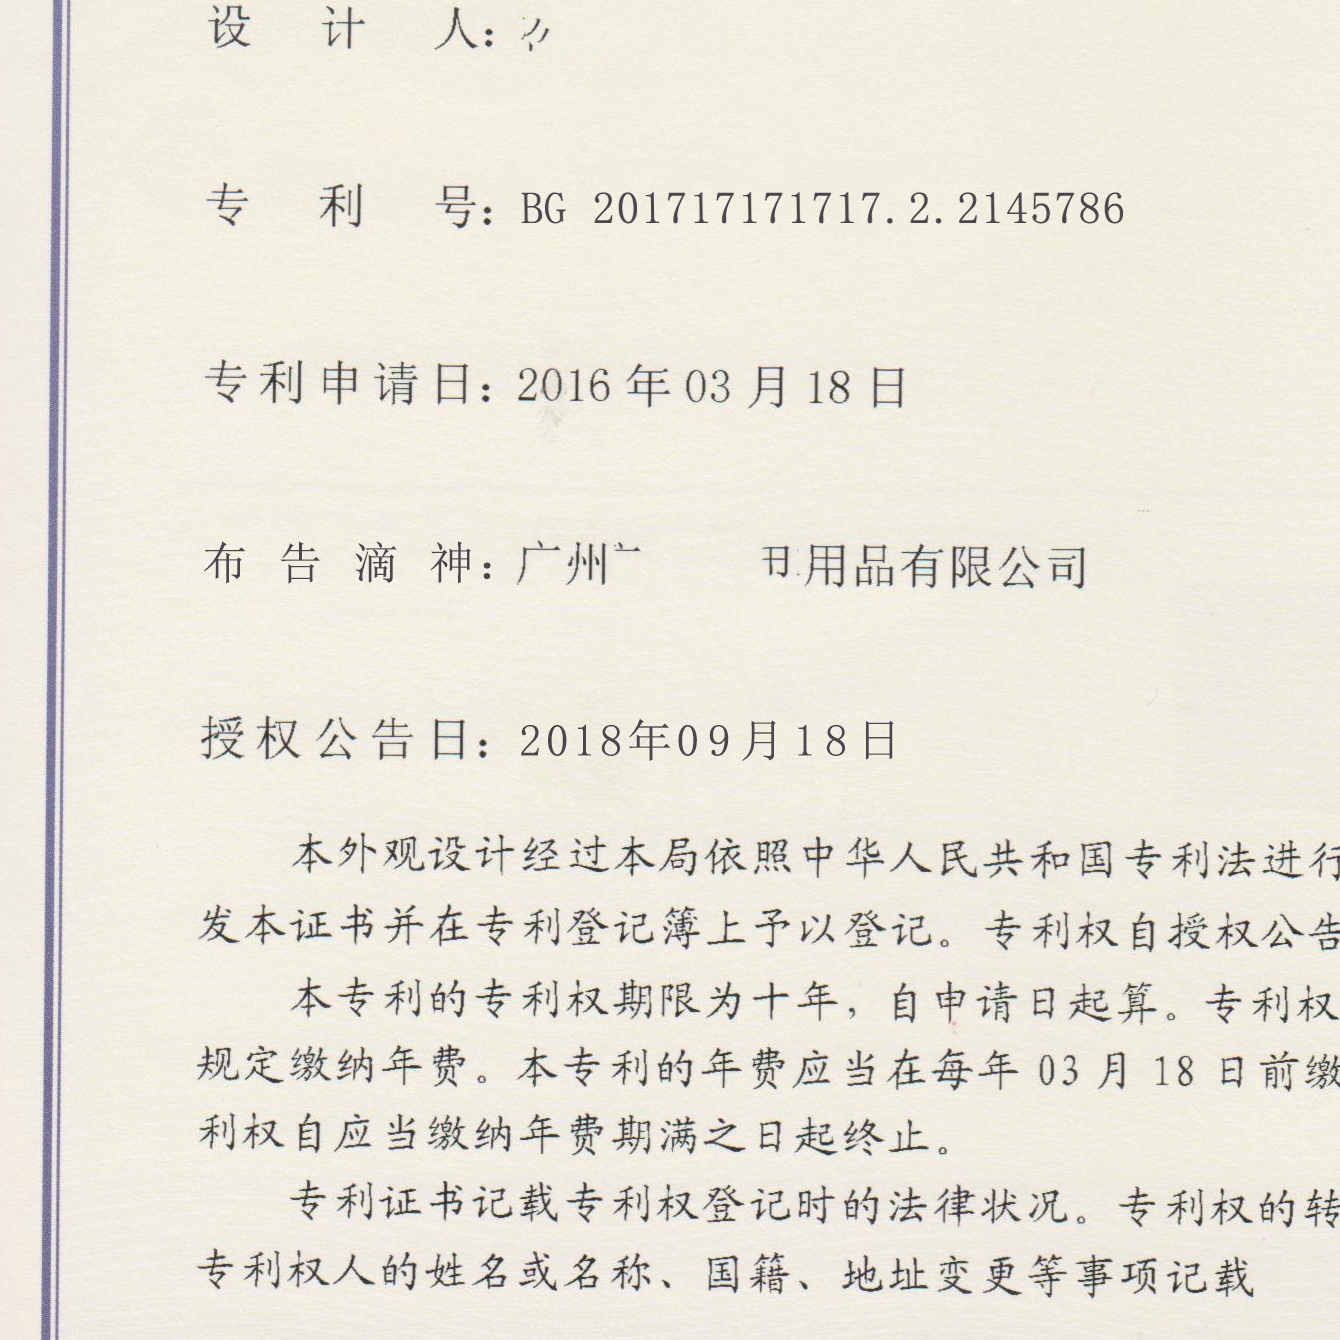 设计人：
专利号：BG 201717171717.2.2145786
专利申请日：2016年03月18日
布告滴神：广州 用品有限公司
授权公告日：2018年09月18日
本外观设计经过本局依照中华人民共和国专利法进行
发本证书并在专利登记簿上予以登记。专利权自授权公告
本专利的专利权期限为十年，自申请日起算。专利权
规定缴纳年费。本专利的年费应当在每年 03 月 18 日前缴
利权自应当缴纳年费期满之日起终止。
专利证书记载专利权登记时的法律状况。专利权的转
专利权人的姓名或名称、国籍、地址变更等事项记载